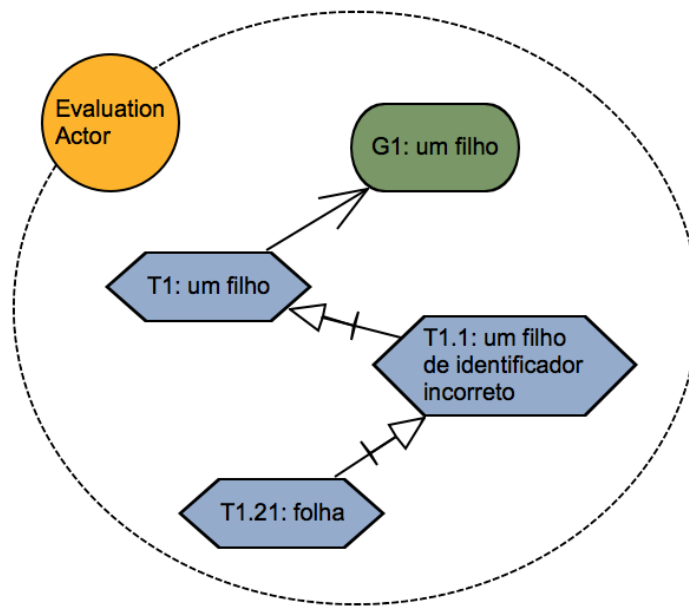 Evaluation
Actor
G1: um filho
T1: um filho
T1.1: um filho
de identificador
incorreto
T1.21: folha